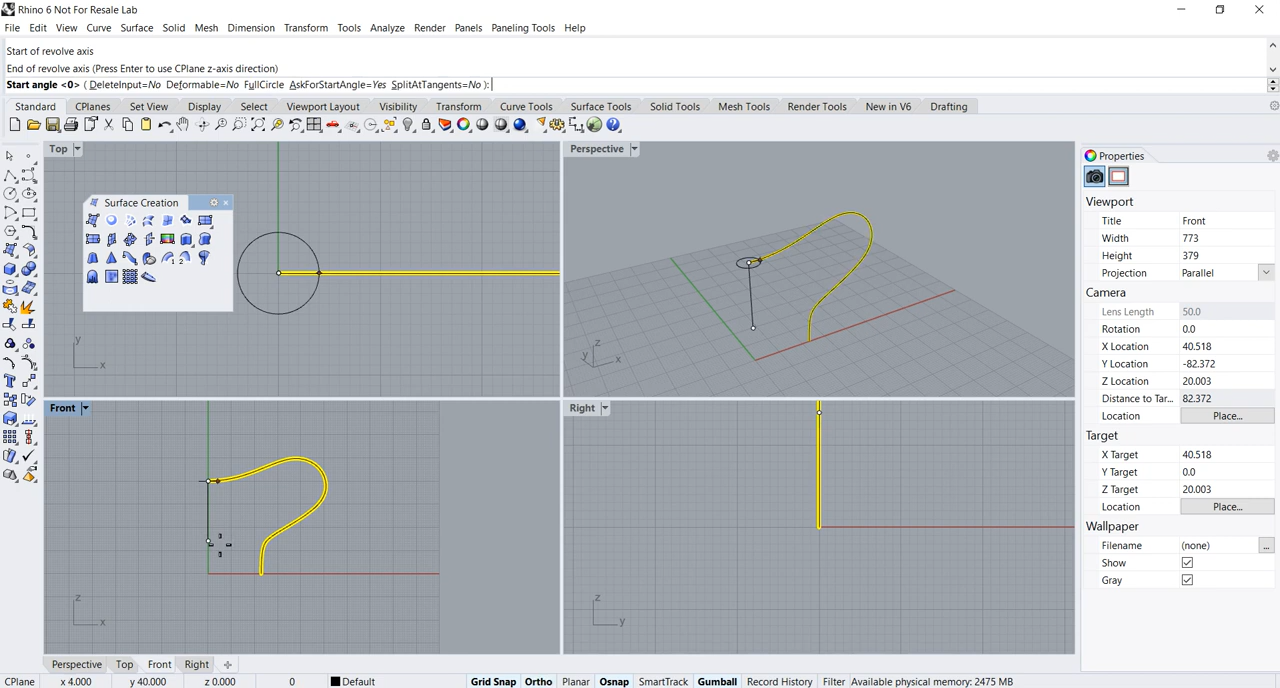 Rhino 6 Not For Resale Lab
File Edit View Curve Surface Solid Mesh Dimension Transform Tools Analyze Render Panels Paneling Tools Help
Start of revolve axis
End of revolve axis (Press Enter to use CPlane z-axis direction)
Start angle <0> ( DeleteInput=No Deformable=No FullCircle AskForStartAngle=Yes SplitAtTangents=No ):
Standard CPlanes Set View Display Select Viewport Layout Visibility Transform Curve Tools Surface Tools Solid Tools Mesh Tools Render Tools New in V6 Drafting
Top
Surface Creation
y
x
Perspective
z
y
x
Front
z
x
Right
z
y
Properties
Viewport
Title Front
Width 773
Height 379
Projection Parallel
Camera
Lens Length 50.0
Rotation 0.0
X Location 40.518
Y Location -82.372
Z Location 20.003
Distance to Tar... 82.372
Location Place...
Target
X Target 40.518
Y Target 0.0
Z Target 20.003
Location Place...
Wallpaper
Filename (none) ...
Show
Gray
Perspective Top Front Right
CPlane x 4.000 y 40.000 z 0.000 0 Default Grid Snap Ortho Planar Osnap SmartTrack Gumball Record History Filter Available physical memory: 2475 MB